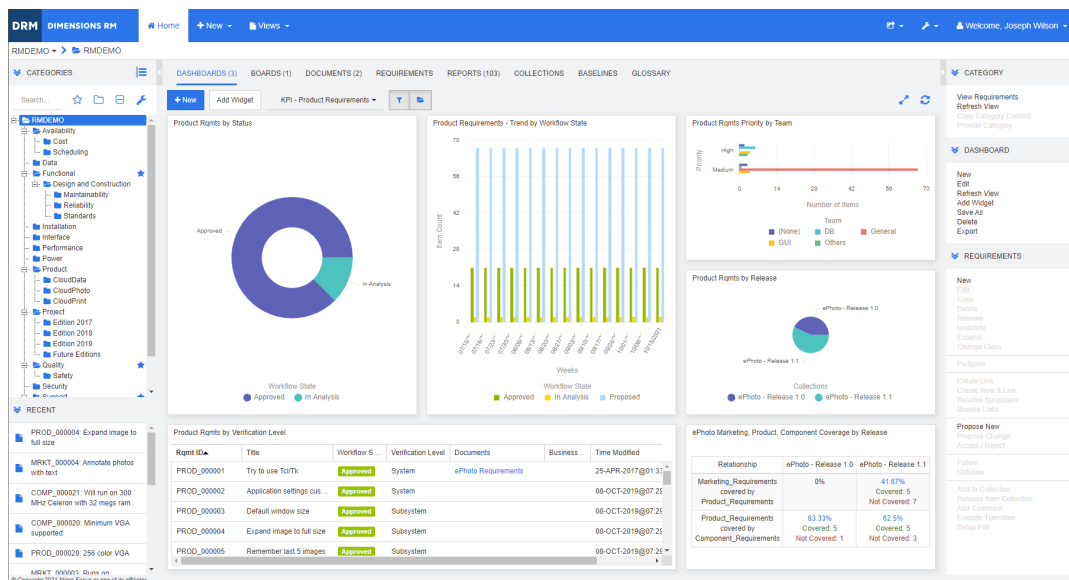 DRM DIMENSIONS RM
Home
New
Views
Welcome, Joseph Wilson
RMDEMO > RMDEMO
CATEGORIES
Search...
RMDEMO
Availability
Cost
Scheduling
Data
Functional
Design and Construction
Maintainability
Reliability
Standards
Installation
Interface
Performance
Power
Product
CloudData
CloudPhoto
CloudPrint
Project
Edition 2017
Edition 2018
Edition 2019
Future Editions
Quality
Safety
Security
Support
RECENT
PROD_000004: Expand image to
full size
MRKT_000004: Annotate photos
with text
COMP_000021: Will run on 300
MHz Celeron with 32 megs ram
COMP_000020: Minimum VGA
supported
PROD_000020: 256 color VGA
MRKT_000003: Runs on
© Copyright 2021 Micro Focus or one of its affiliates
DASHBOARDS (3) BOARDS (1) DOCUMENTS (2) REQUIREMENTS REPORTS (103) COLLECTIONS BASELINES GLOSSARY
+ New
Add Widget
KPI - Product Requirements
Product Rqmts by Status
Approved
In Analysis
Workflow State
Approved In Analysis
Product Requirements - Trend by Workflow State
70
56
42
28
14
0
Item Count
10/15/2021
Weeks
Workflow State
Approved In Analysis Proposed
Product Rqmts Priority by Team
Priority
High
Medium
0 14 28 42 56 70
Number of Items
Team
(None) DB General
GUI Others
Product Rqmts by Release
ePhoto - Release 1.0
ePhoto - Release 1.1
Collections
ePhoto - Release 1.0 ePhoto - Release 1.1
Product Rqmts by Verification Level
Rqmt ID Title Workflow S... Verification Level Documents Business... Time Modified
PROD_000001 Try to use Tcl/Tk Approved System ePhoto Requirements 25-APR-2017@01:33
PROD_000002 Application settings cus... Approved System 08-OCT-2019@07:29
PROD_000003 Default window size Approved Subsystem 08-OCT-2019@07:29
PROD_000004 Expand image to full size Approved Subsystem 08-OCT-2019@07:29
PROD_000005 Remember last 5 images Approved Subsystem 08-OCT-2019@07:29
ePhoto Marketing, Product, Component Coverage by Release
Relationship ePhoto - Release 1.0 ePhoto - Release 1.1
Marketing_Requirements 0% 41.67%
covered by Covered: 5
Product_Requirements Not Covered: 7
Product_Requirements 83.33% 62.5%
covered by Covered: 5 Covered: 5
Component_Requirements Not Covered: 1 Not Covered: 3
CATEGORY
View Requirements
Refresh View
Copy Category Content
Provide Category
DASHBOARD
New
Edit
Refresh View
Add Widget
Save As
Delete
Export
REQUIREMENTS
New
Edit
Copy
Delete
Remove
Undelete
Expand
Change Class
Pedigree
Create Link
Create New & Link
Resolve Suspicions
Browse Links
Propose New
Propose Change
Accept / Reject
Follow
Unfollow
Add to Collection
Remove from Collection
Add Comment
Execute Transition
Setup Poll